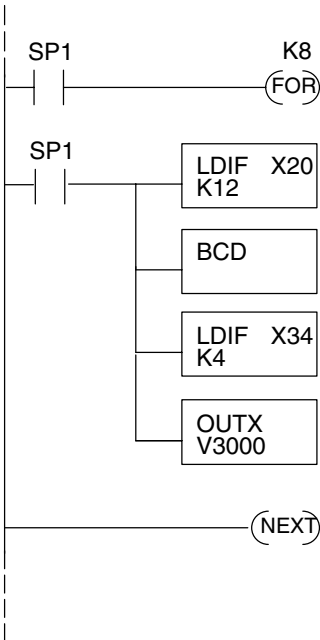 SP1 K8
FOR
SP1
LDIF X20
K12
BCD
LDIF X34
K4
OUTX
V3000
NEXT